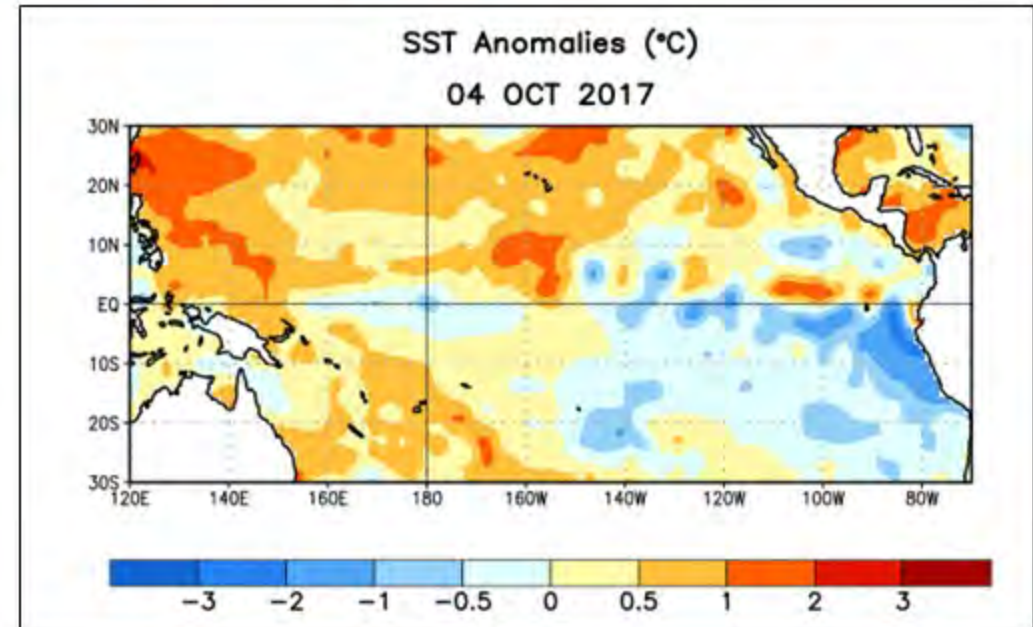 SST Anomalies (°C)
04 OCT 2017
30N
20N
10N
EQ
10S
20S
30S
120E 140E 160E 180 160W 140W 120W 100W 80W
-3 -2 -1 -0.5 0 0.5 1 2 3